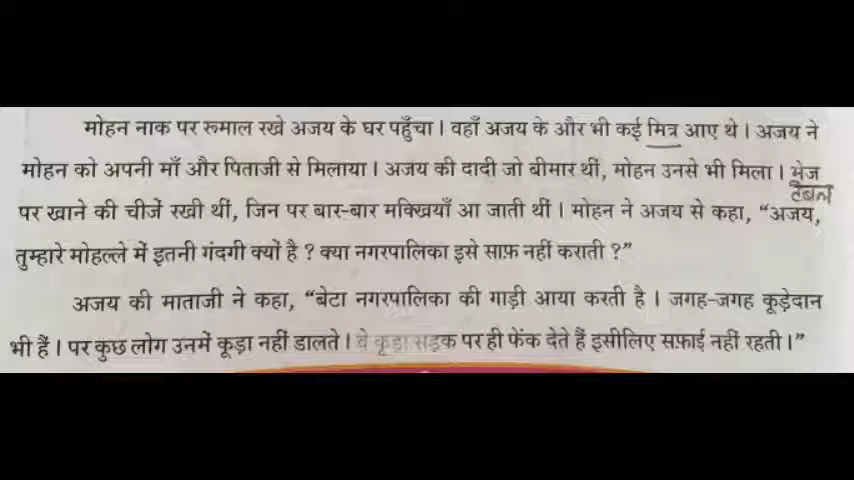 मोहन नाक पर रूमाल रखे अजय के घर पहुँचा। वहाँ अजय के और भी कई मित्र आए थे। अजय ने
मोहन को अपनी माँ और पिताजी से मिलाया। अजय की दादी जो बीमार थीं, मोहन उनसे भी मिला। मेज
टेबल
पर खाने की चीजें रखी थीं, जिन पर बार-बार मक्खियाँ आ जाती थीं। मोहन ने अजय से कहा, “अजय,
तुम्हारे मोहल्ले में इतनी गंदगी क्यों है? क्या नगरपालिका इसे साफ़ नहीं कराती?”
अजय की माताजी ने कहा, “बेटा नगरपालिका की गाड़ी आया करती है। जगह-जगह कूड़ेदान
भी हैं। पर कुछ लोग उनमें कूड़ा नहीं डालते। वे कूड़ा सड़क पर ही फेंक देते हैं इसीलिए सफ़ाई नहीं रहती।”